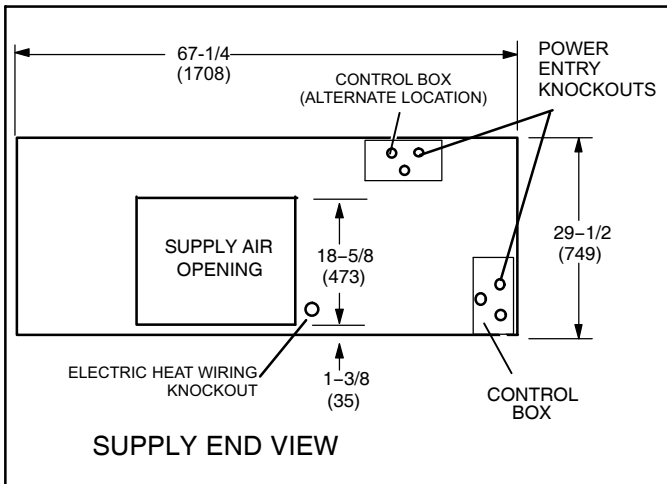 67-1/4
(1708)
CONTROL BOX
(ALTERNATE LOCATION)
POWER
ENTRY
KNOCKOUTS
SUPPLY AIR
OPENING
18-5/8
(473)
29-1/2
(749)
ELECTRIC HEAT WIRING
KNOCKOUT
1-3/8
(35)
CONTROL
BOX
SUPPLY END VIEW